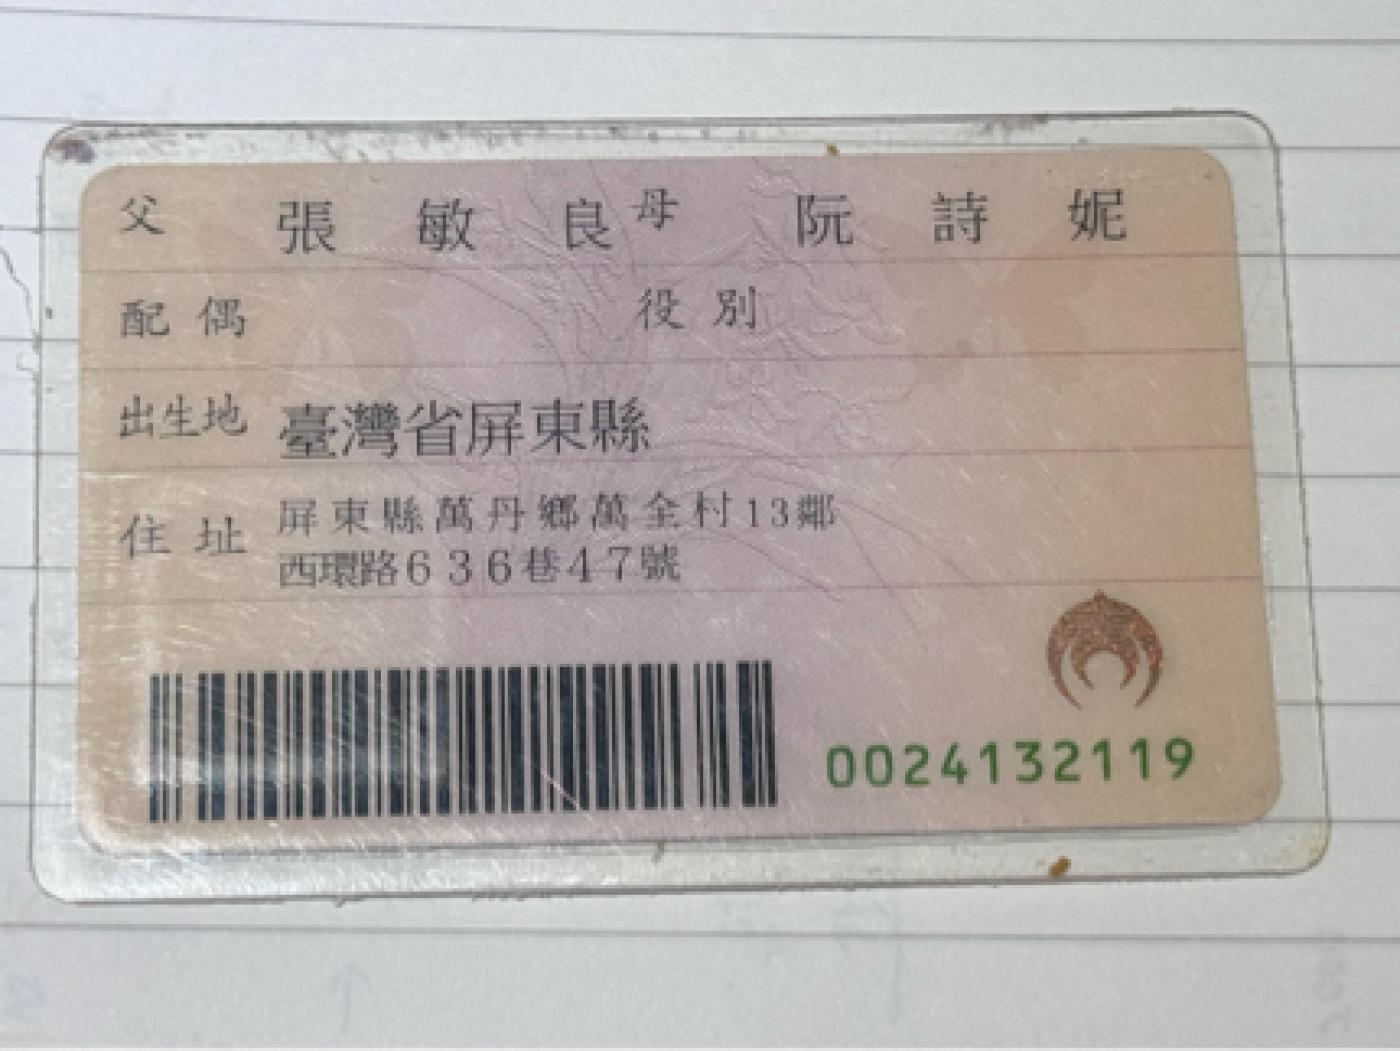 父 張敏良 母 阮詩妮
配偶 役別
出生地 臺灣省屏東縣
住址 屏東縣萬丹鄉萬全村13鄰
西環路636巷47號
0024132119